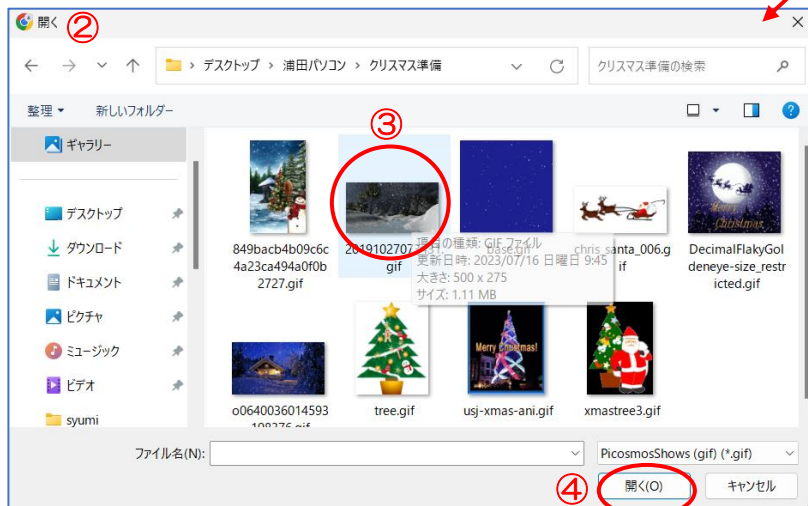 開く
②
デスクトップ › 浦田パソコン › クリスマス準備
クリスマス準備の検索
整理
新しいフォルダー
③
ギャラリー
デスクトップ
ダウンロード
ドキュメント
ピクチャ
ミュージック
ビデオ
syumi
849bacb4b09c6c
4a23ca494a0f0b
2727.gif
2019102707
gif
base.gif
chris_santa_006.g
if
DecimalFlakyGol
deneye-size_restr
icted.gif
項目の種類: GIF ファイル
更新日時: 2023/07/16 日曜日 9:45
大きさ: 500 x 275
サイズ: 1.11 MB
Merry Christmas
Merry Christmas!
o0640036014593
tree.gif
usj-xmas-ani.gif
xmastree3.gif
ファイル名(N):
PicosmosShows (gif) (*.gif)
④
開く(O)
キャンセル